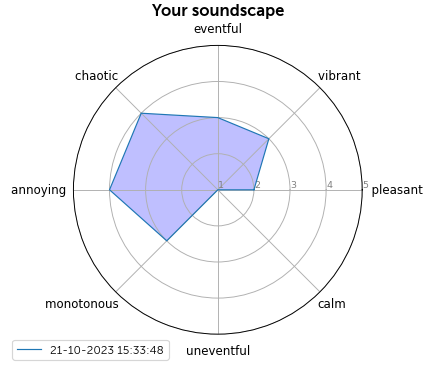 Your soundscape
eventful
chaotic
vibrant
annoying
1 2 3 4 5
pleasant
monotonous
calm
uneventful
21-10-2023 15:33:48